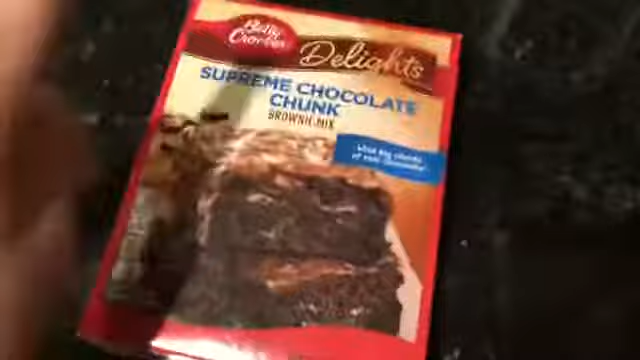 Betty
Crocker
Delights
SUPREME CHOCOLATE
CHUNK
BROWNIE MIX
with big chunks
of real chocolate!